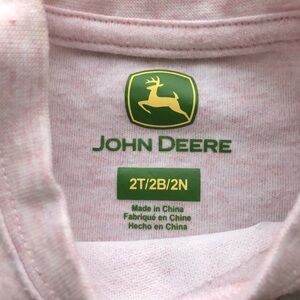 JOHN DEERE
2T/2B/2N
Made in China
Fabriqué en Chine
Hecho en China